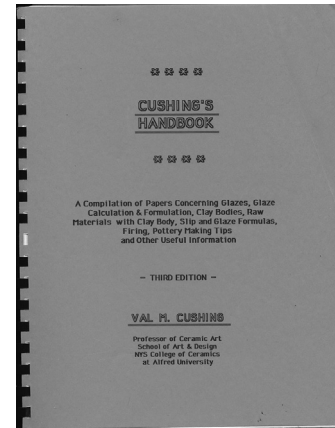 CUSHING'S
HANDBOOK
A Compilation of Papers Concerning Glazes, Glaze
Calculation & Formulation, Clay Bodies, Raw
Materials with Clay Body, Slip and Glaze Formulas,
Firing, Pottery Making Tips
and Other Useful Information
- THIRD EDITION -
VAL M. CUSHING
Professor of Ceramic Art
School of Art & Design
NYS College of Ceramics
at Alfred University